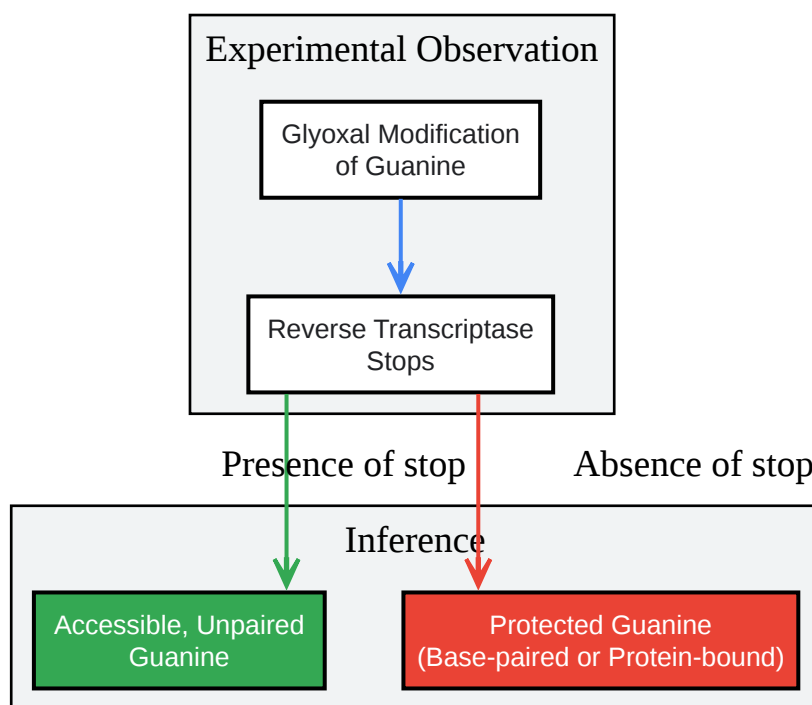 Experimental Observation
Glyoxal Modification
of Guanine
Reverse Transcriptase
Stops
Presence of stop
Absence of stop
Inference
Accessible, Unpaired
Guanine
Protected Guanine
(Base-paired or Protein-bound)